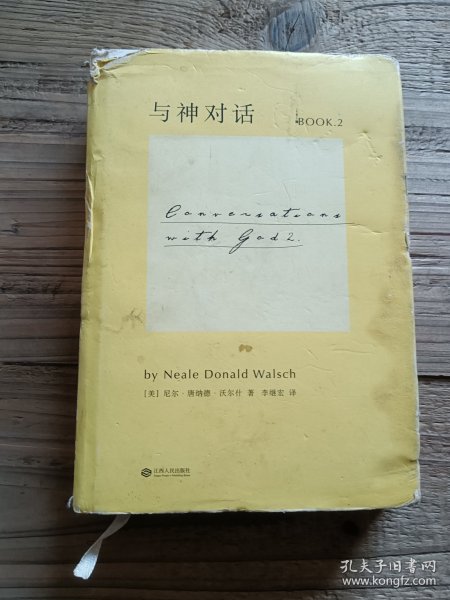 与神对话 BOOK.2
Conversations
with God 2.
by Neale Donald Walsch
[美] 尼尔·唐纳德·沃尔什 著 李继宏 译
江西人民出版社
孔夫子旧书网
www.kongfz.com